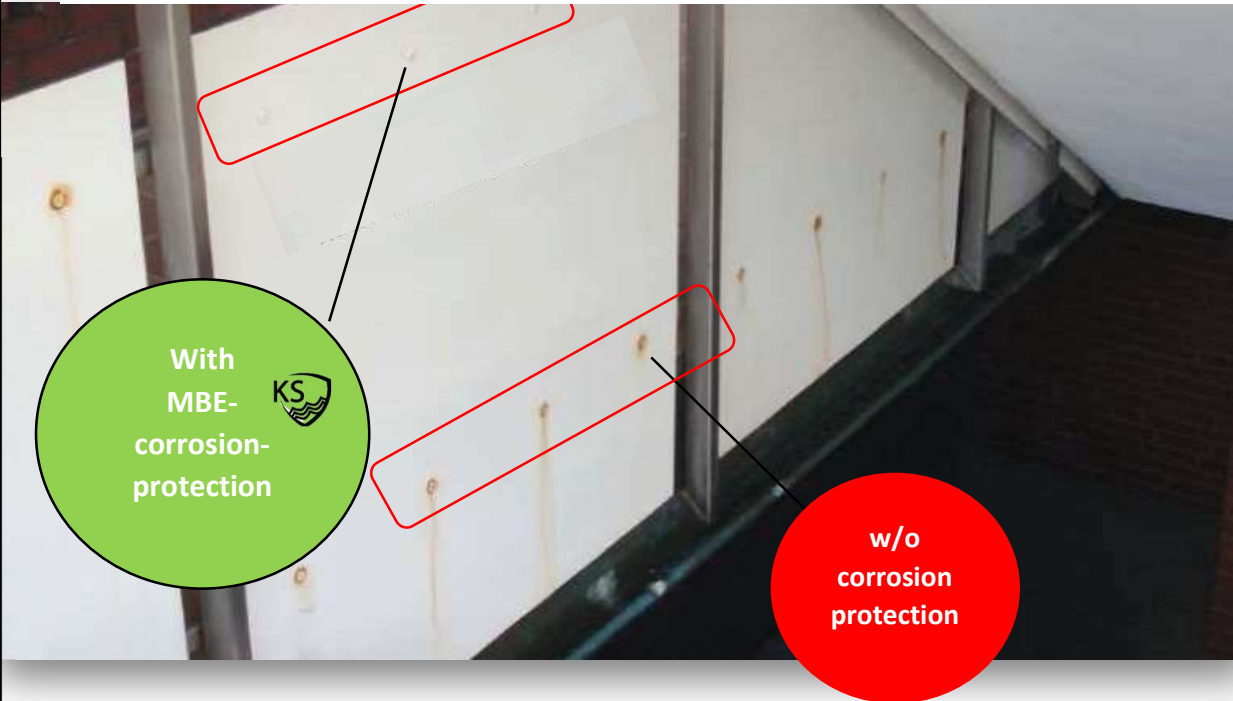 With
MBE-
corrosion-
protection
KS
w/o
corrosion
protection